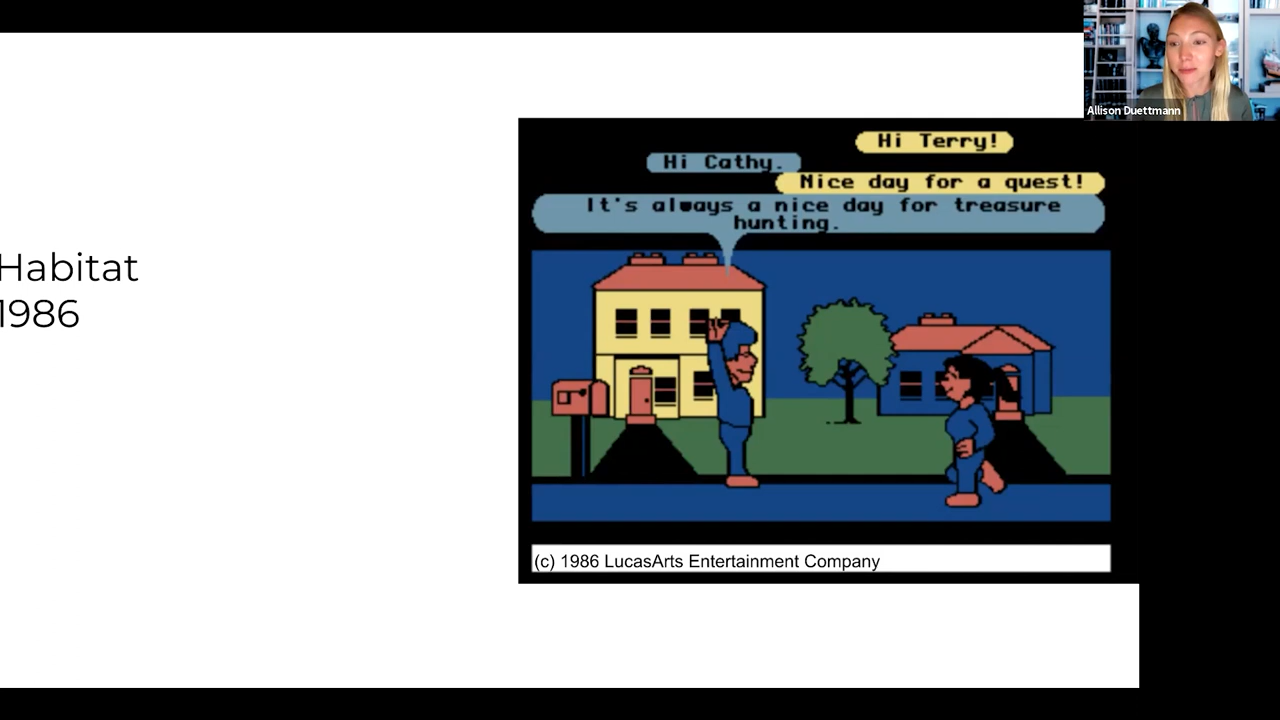 Allison Duettmann
Hi Terry!
Hi Cathy.
Nice day for a quest!
It's always a nice day for treasure
hunting.
Habitat
1986
(c) 1986 LucasArts Entertainment Company